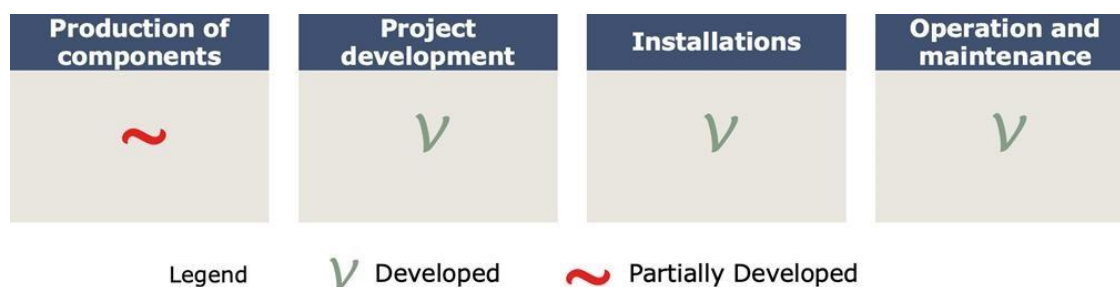 Production of
components
Project
development
Installations
Operation and
maintenance
~
V
V
V
Legend
V Developed
~ Partially Developed